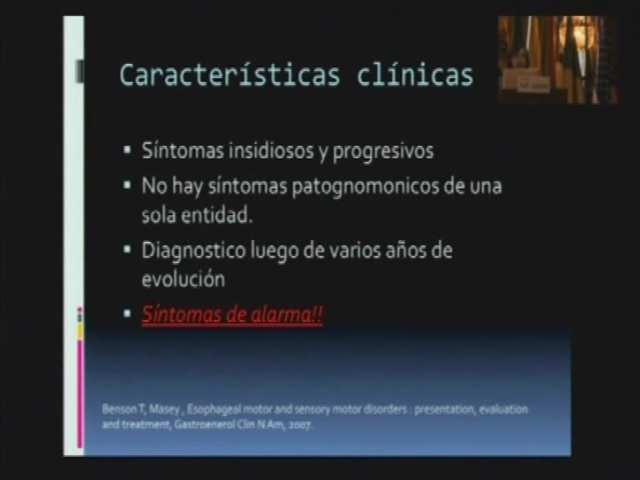 Características clínicas
▪ Síntomas insidiosos y progresivos
▪ No hay síntomas patognomonicos de una
sola entidad.
▪ Diagnostico luego de varios años de
evolución
▪ Síntomas de alarma!!
Benson T, Masey , Esophageal motor and sensory motor disorders : presentation, evaluation
and treatment, Gastroenerol Clin N Am, 2007.